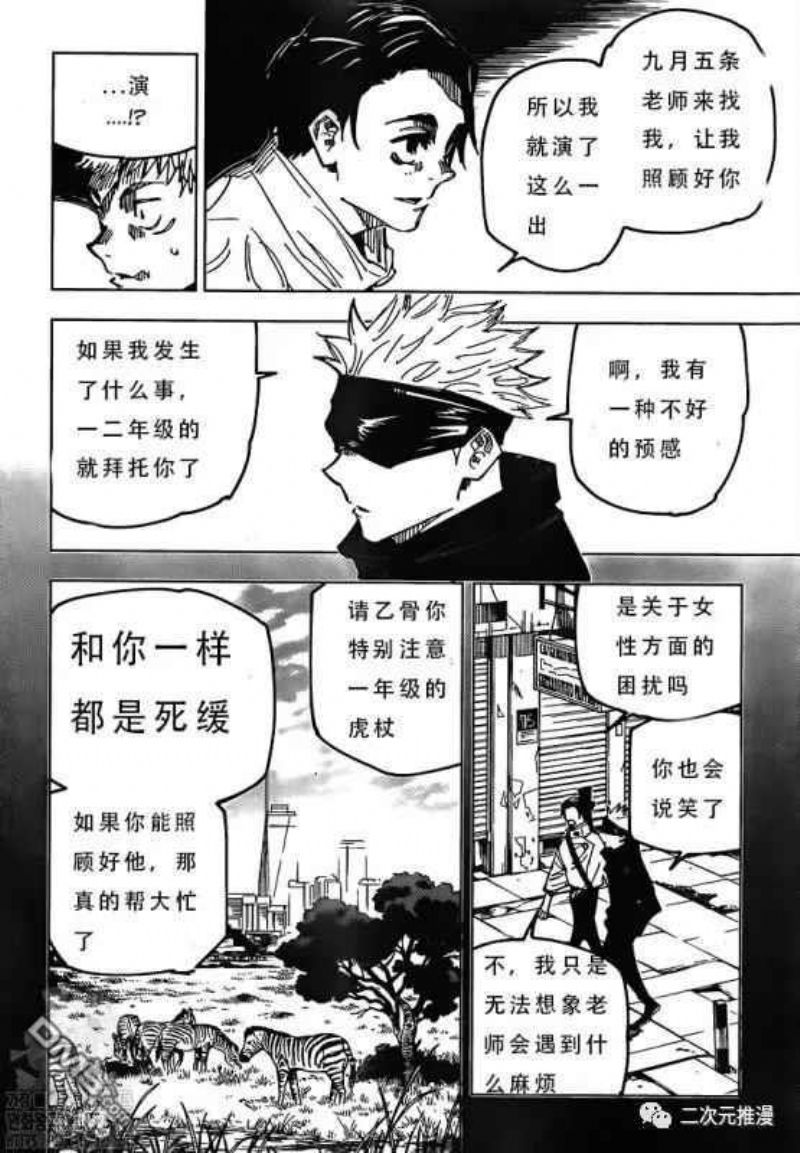 九月五条
老师来找
我，让我
照顾好你
所以我
就演了
这么一
出
...演
....!?
啊，我有
一种不好
的预感
如果我发生
了什么事，
一二年级的
就拜托你了
是关于女
性方面的
困扰吗
你也会
说笑了
不，我只是
无法想象老
师会遇到什
么麻烦
请乙骨你
特别注意
一年级的
虎杖
和你一样
都是死缓
如果你能照
顾好他，那
真的帮大忙
了
二次元推漫